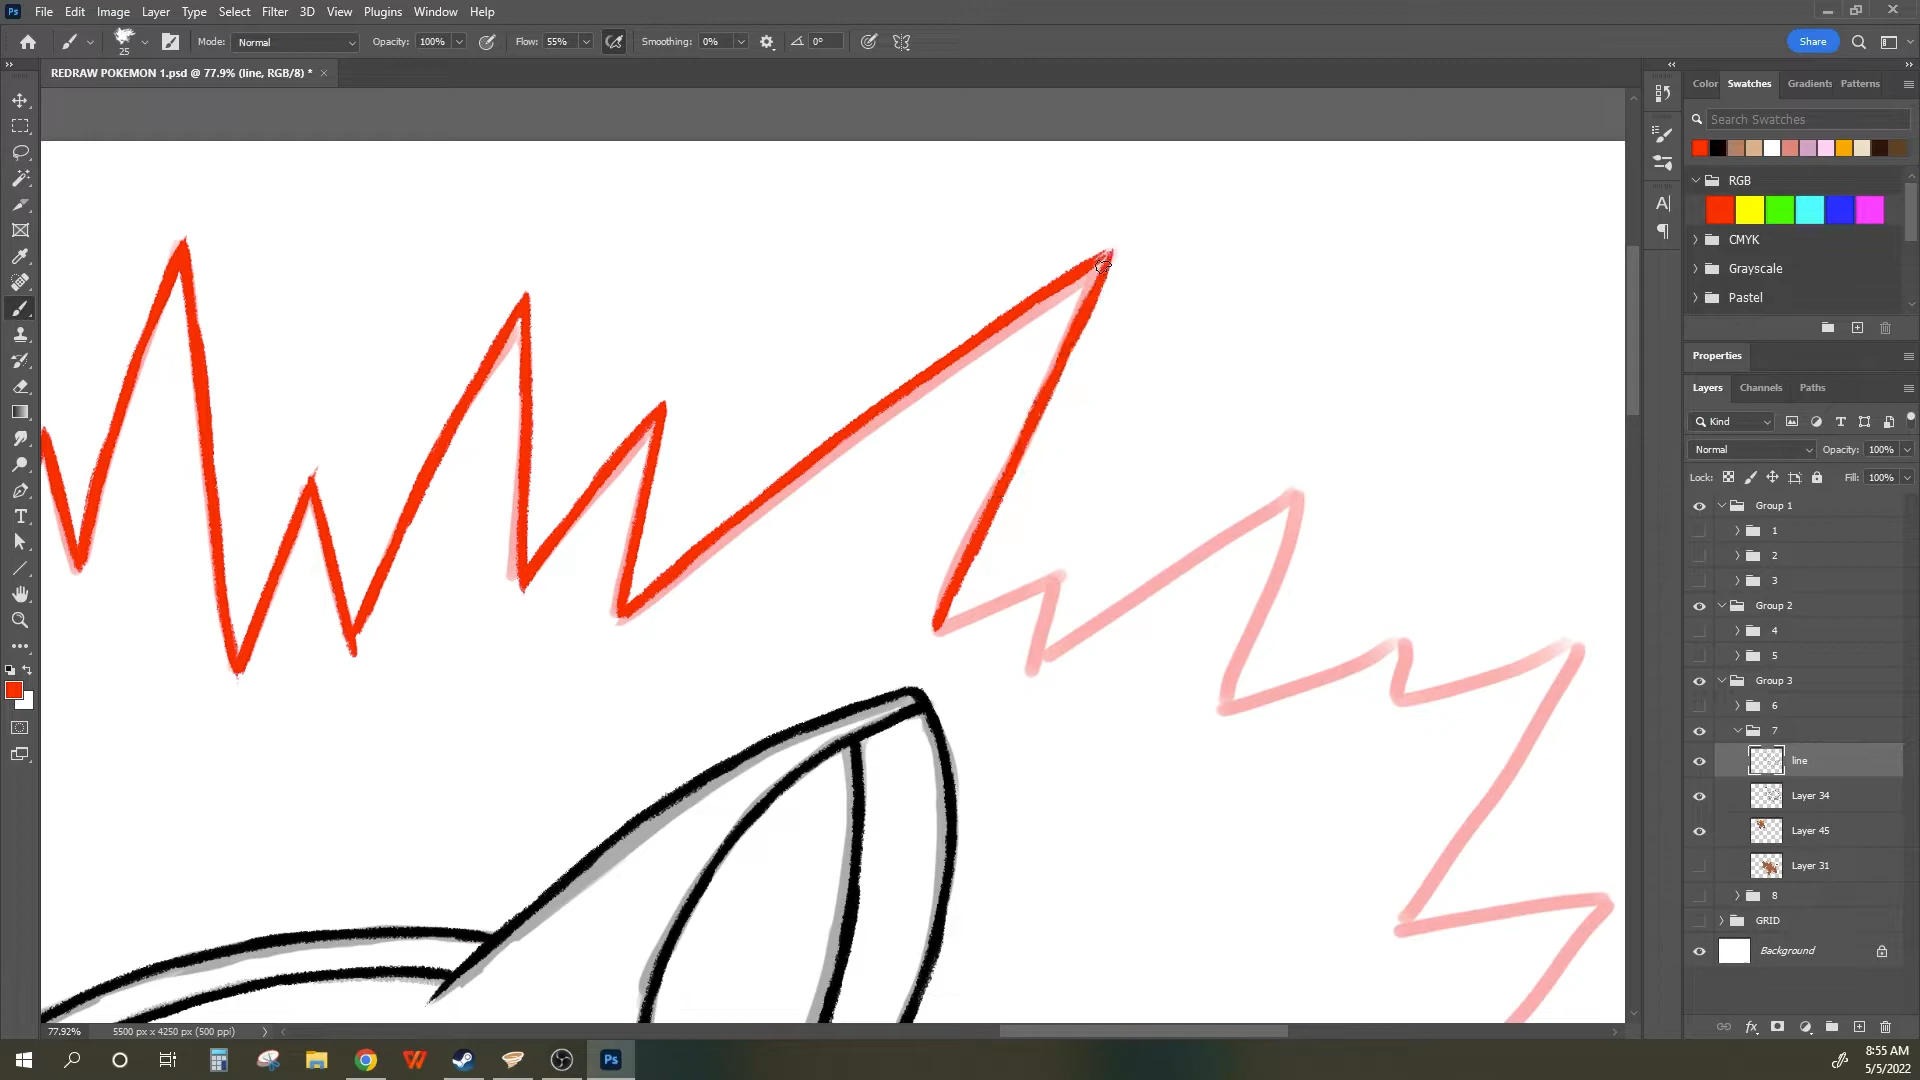 Ps File Edit Image Layer Type Select Filter 3D View Plugins Window Help
25 Mode: Normal Opacity: 100% Flow: 55% Smoothing: 0% 0° Share
REDRAW POKEMON 1.psd @ 77.9% (line, RGB/8) * ×
Color Swatches Gradients Patterns
Search Swatches
RGB
CMYK
Grayscale
Pastel
Properties
Layers Channels Paths
Kind
Normal Opacity: 100%
Lock: Fill: 100%
Group 1
1
2
3
Group 2
4
5
Group 3
6
7
line
Layer 34
Layer 45
Layer 31
8
GRID
Background
77.92% 5500 px x 4250 px (500 ppi)
Ps
8:55 AM
5/5/2022